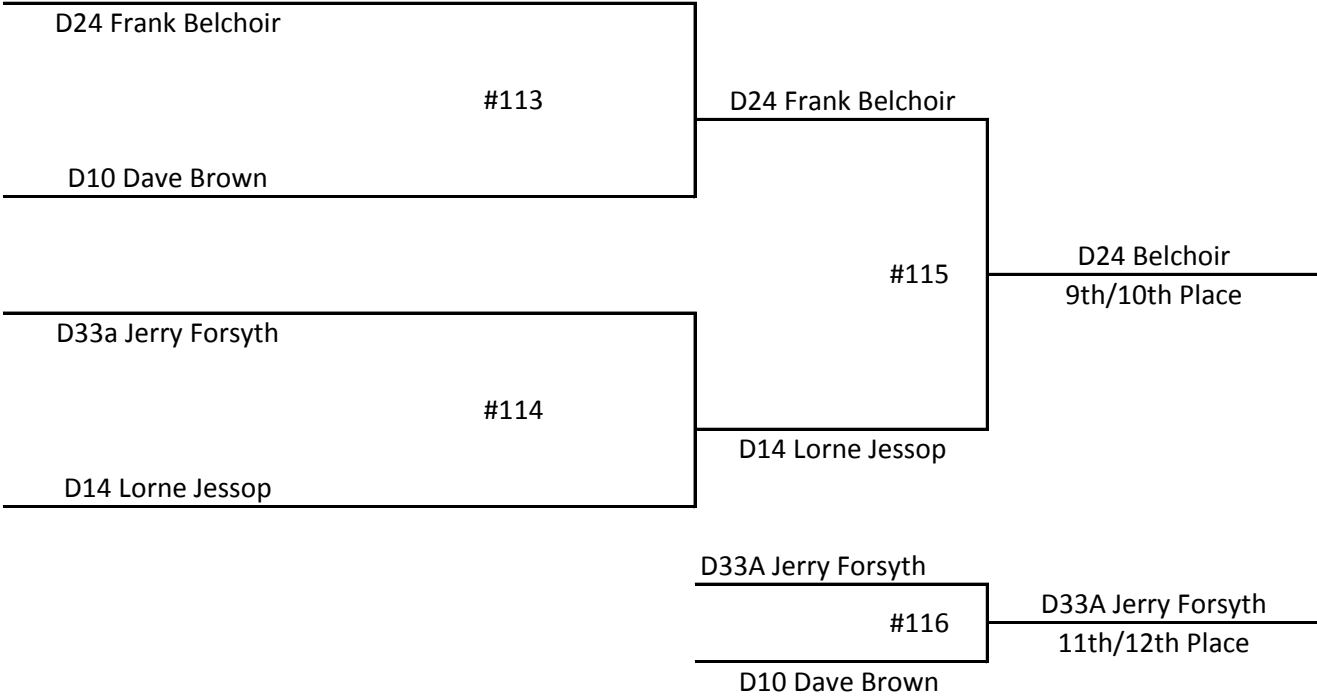 D24 Frank Belchoir
#113
D24 Frank Belchoir
D10 Dave Brown
D24 Belchoir
#115
9th/10th Place
D33a Jerry Forsyth
#114
D14 Lorne Jessop
D14 Lorne Jessop
D33A Jerry Forsyth
D33A Jerry Forsyth
#116
11th/12th Place
D10 Dave Brown